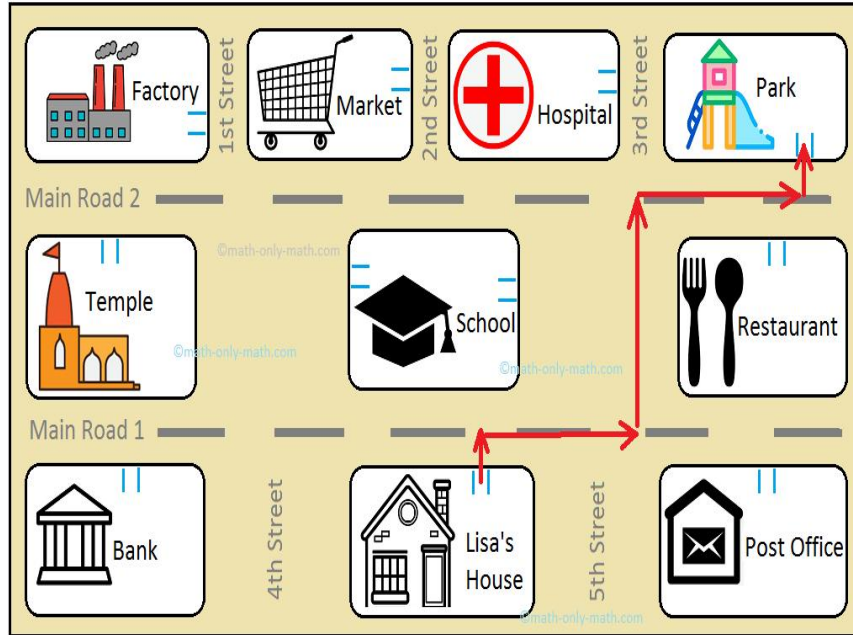 Factory
1st Street
Market
2nd Street
Hospital
3rd Street
Park
Main Road 2
©math-only-math.com
Temple
School
Restaurant
©math-only-math.com
©math-only-math.com
Main Road 1
Bank
4th Street
Lisa's
House
5th Street
Post Office
©math-only-math.com